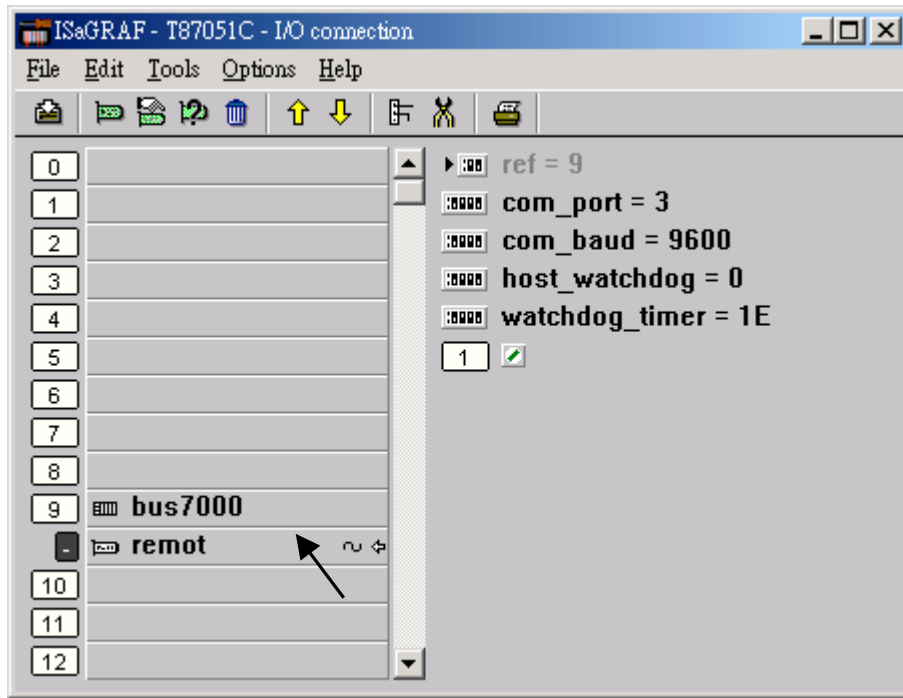 ISaGRAF - T87051C - I/O connection
File Edit Tools Options Help
0
1
2
3
4
5
6
7
8
9 bus7000
- remot
10
11
12
ref = 9
com_port = 3
com_baud = 9600
host_watchdog = 0
watchdog_timer = 1E
1